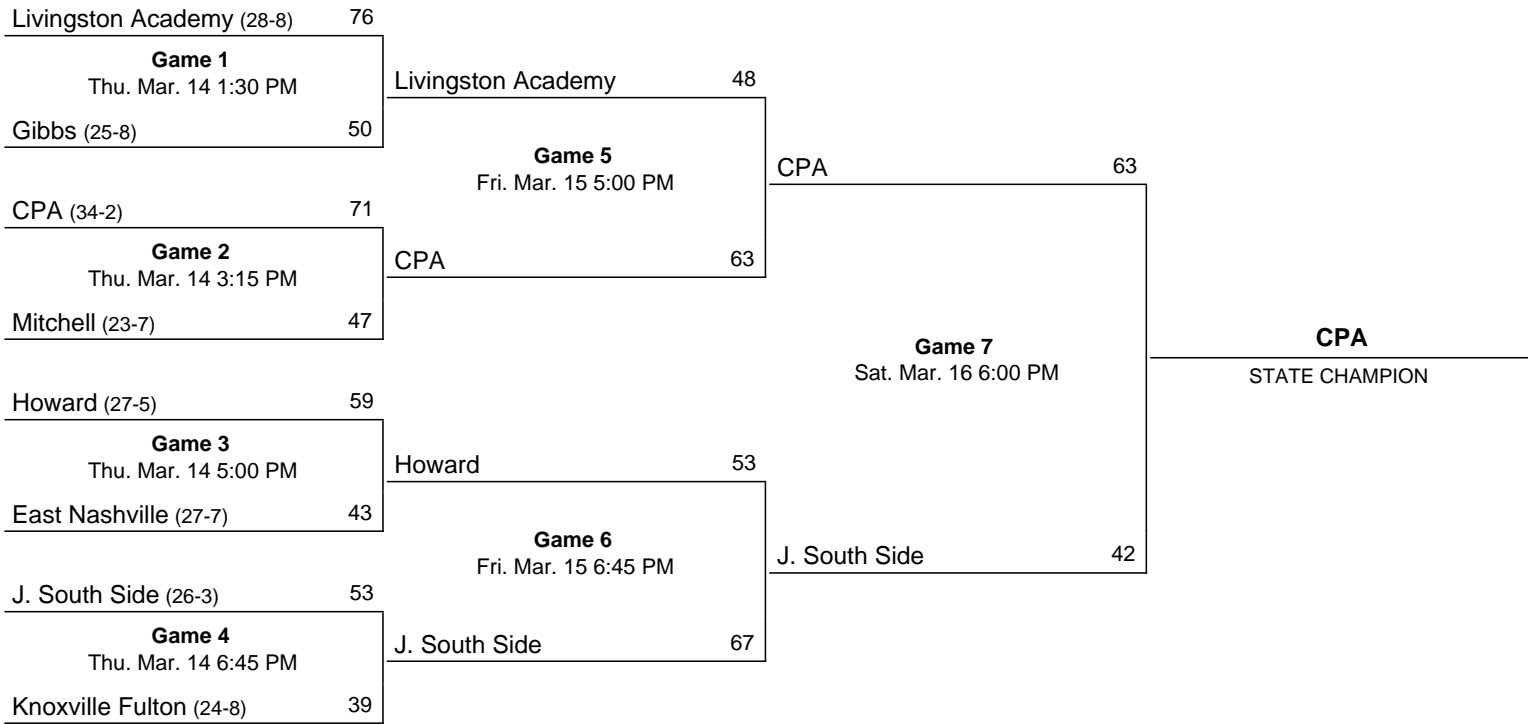 Livingston Academy (28-8) 76
Game 1
Thu. Mar. 14 1:30 PM
Gibbs (25-8) 50
CPA (34-2) 71
Game 2
Thu. Mar. 14 3:15 PM
Mitchell (23-7) 47
Howard (27-5) 59
Game 3
Thu. Mar. 14 5:00 PM
East Nashville (27-7) 43
J. South Side (26-3) 53
Game 4
Thu. Mar. 14 6:45 PM
Knoxville Fulton (24-8) 39
Livingston Academy 48
Game 5
Fri. Mar. 15 5:00 PM
CPA 63
Howard 53
Game 6
Fri. Mar. 15 6:45 PM
J. South Side 67
CPA 63
Game 7
Sat. Mar. 16 6:00 PM
J. South Side 42
CPA
STATE CHAMPION